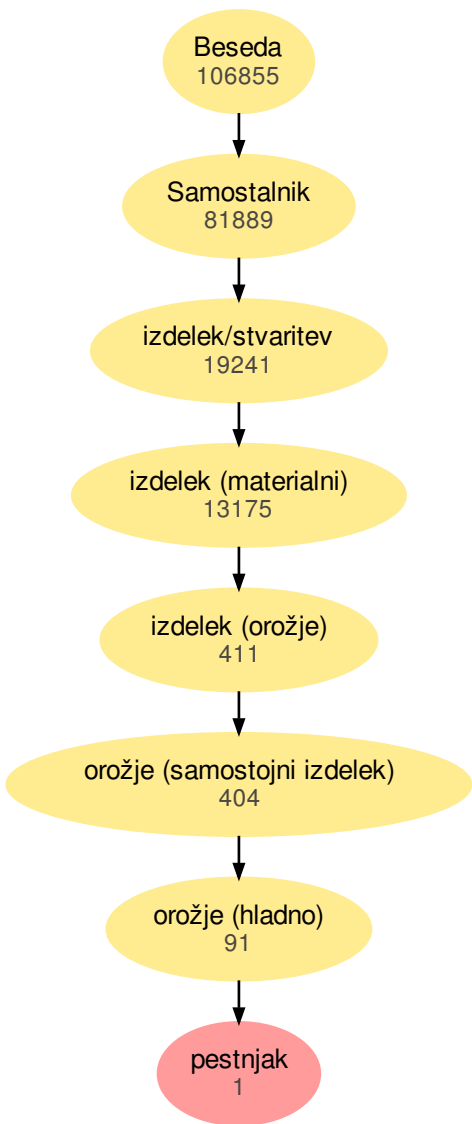 Beseda
106855
Samostalnik
81889
izdelek/stvaritev
19241
izdelek (materialni)
13175
izdelek (orožje)
411
orožje (samostojni izdelek)
404
orožje (hladno)
91
pestnjak
1